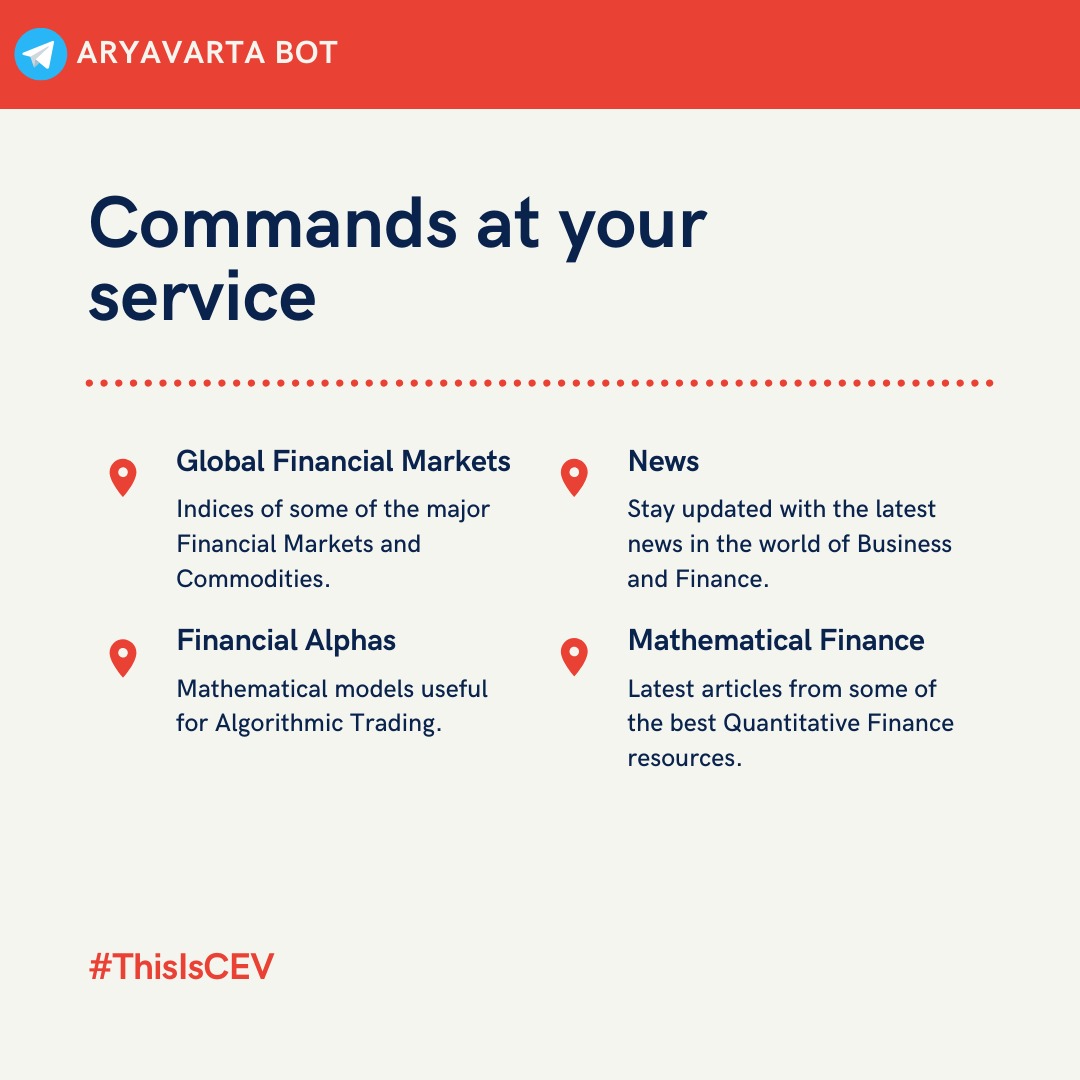 ARYAVARTA BOT
Commands at your
service
Global Financial Markets
Indices of some of the major
Financial Markets and
Commodities.
News
Stay updated with the latest
news in the world of Business
and Finance.
Financial Alphas
Mathematical models useful
for Algorithmic Trading.
Mathematical Finance
Latest articles from some of
the best Quantitative Finance
resources.
#ThisIsCEV